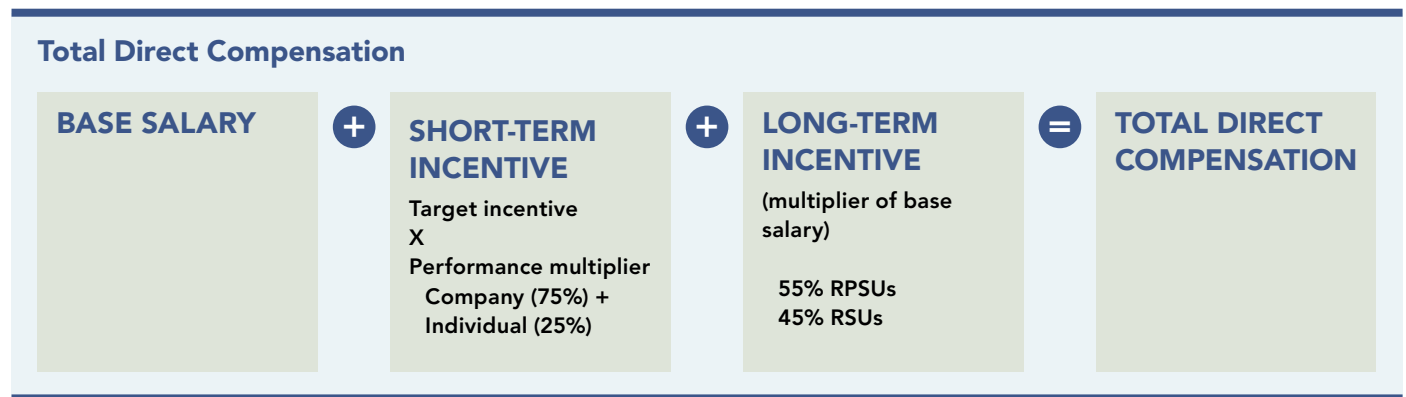 Total Direct Compensation
BASE SALARY
+
SHORT-TERM
INCENTIVE
Target incentive
X
Performance multiplier
Company (75%) +
Individual (25%)
+
LONG-TERM
INCENTIVE
(multiplier of base
salary)
55% RPSUs
45% RSUs
=
TOTAL DIRECT
COMPENSATION